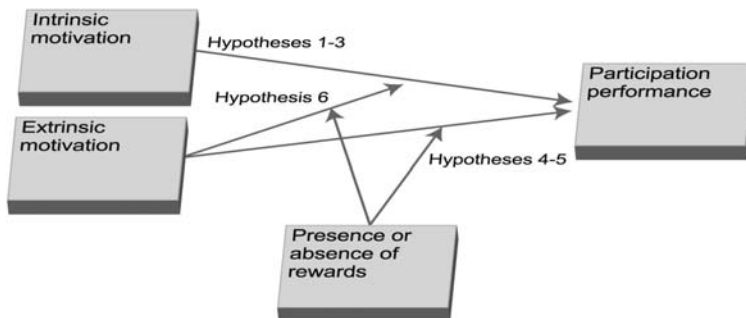 Intrinsic
motivation
Hypotheses 1-3
Participation
performance
Hypothesis 6
Extrinsic
motivation
Hypotheses 4-5
Presence or
absence of
rewards